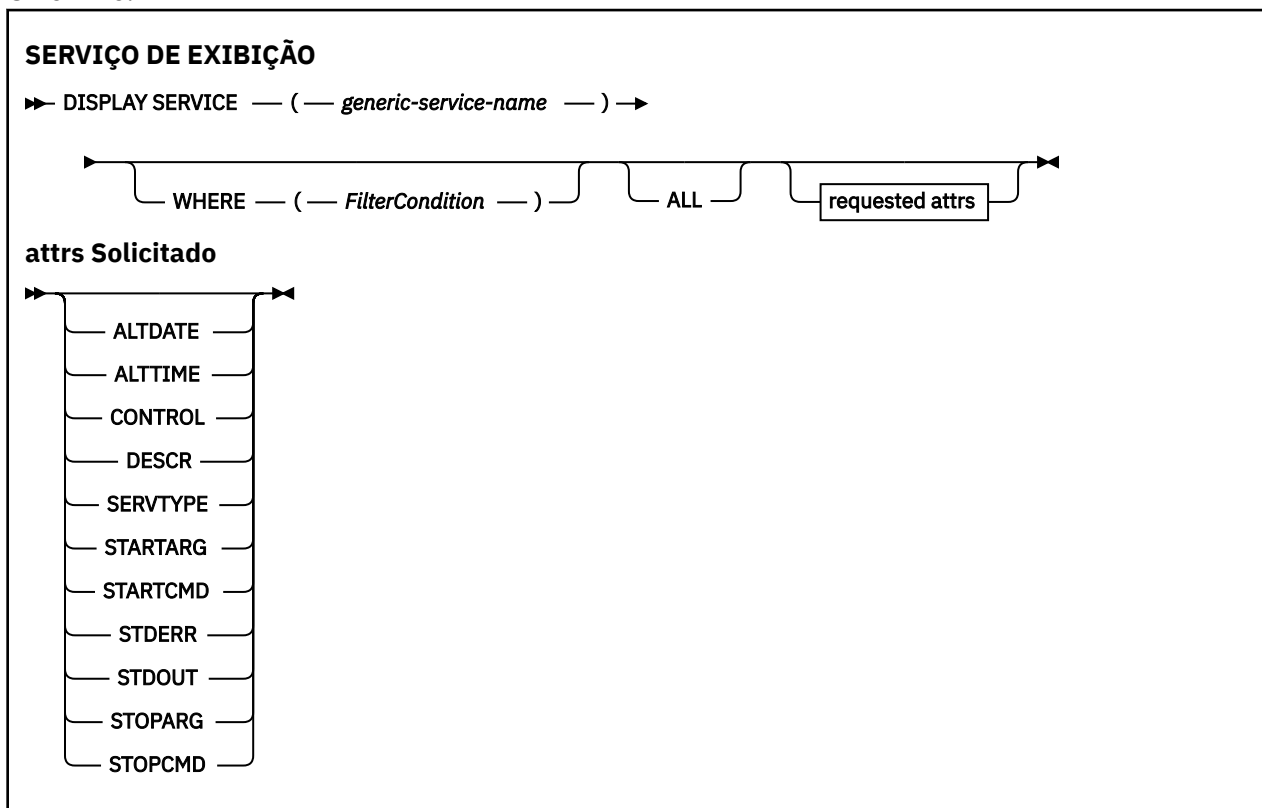 SERVIÇO DE EXIBIÇÃO
DISPLAY SERVICE ( generic-service-name )
WHERE ( FilterCondition ) ALL requested attrs
attrs Solicitado
ALTDATE
ALTTIME
CONTROL
DESCR
SERVTYPE
STARTARG
STARTCMD
STDERR
STDOUT
STOPARG
STOPCMD